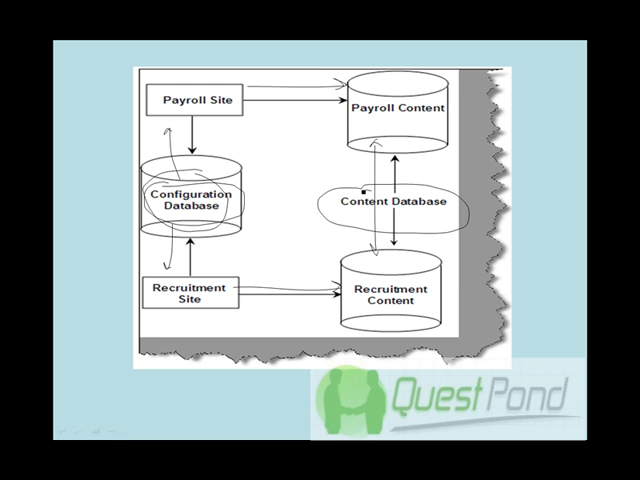 Payroll Site
Payroll Content
Configuration
Database
Content Database
Recruitment
Site
Recruitment
Content
QuestPond